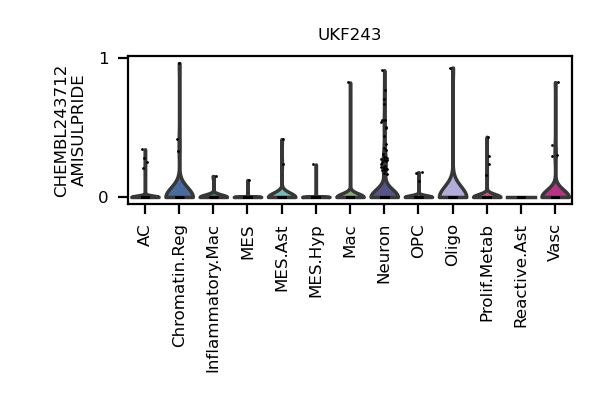 UKF243
CHEMBL243712
AMISULPRIDE
1
0
AC
Chromatin.Reg
Inflammatory.Mac
MES
MES.Ast
MES.Hyp
Mac
Neuron
OPC
Oligo
Prolif.Metab
Reactive.Ast
Vasc